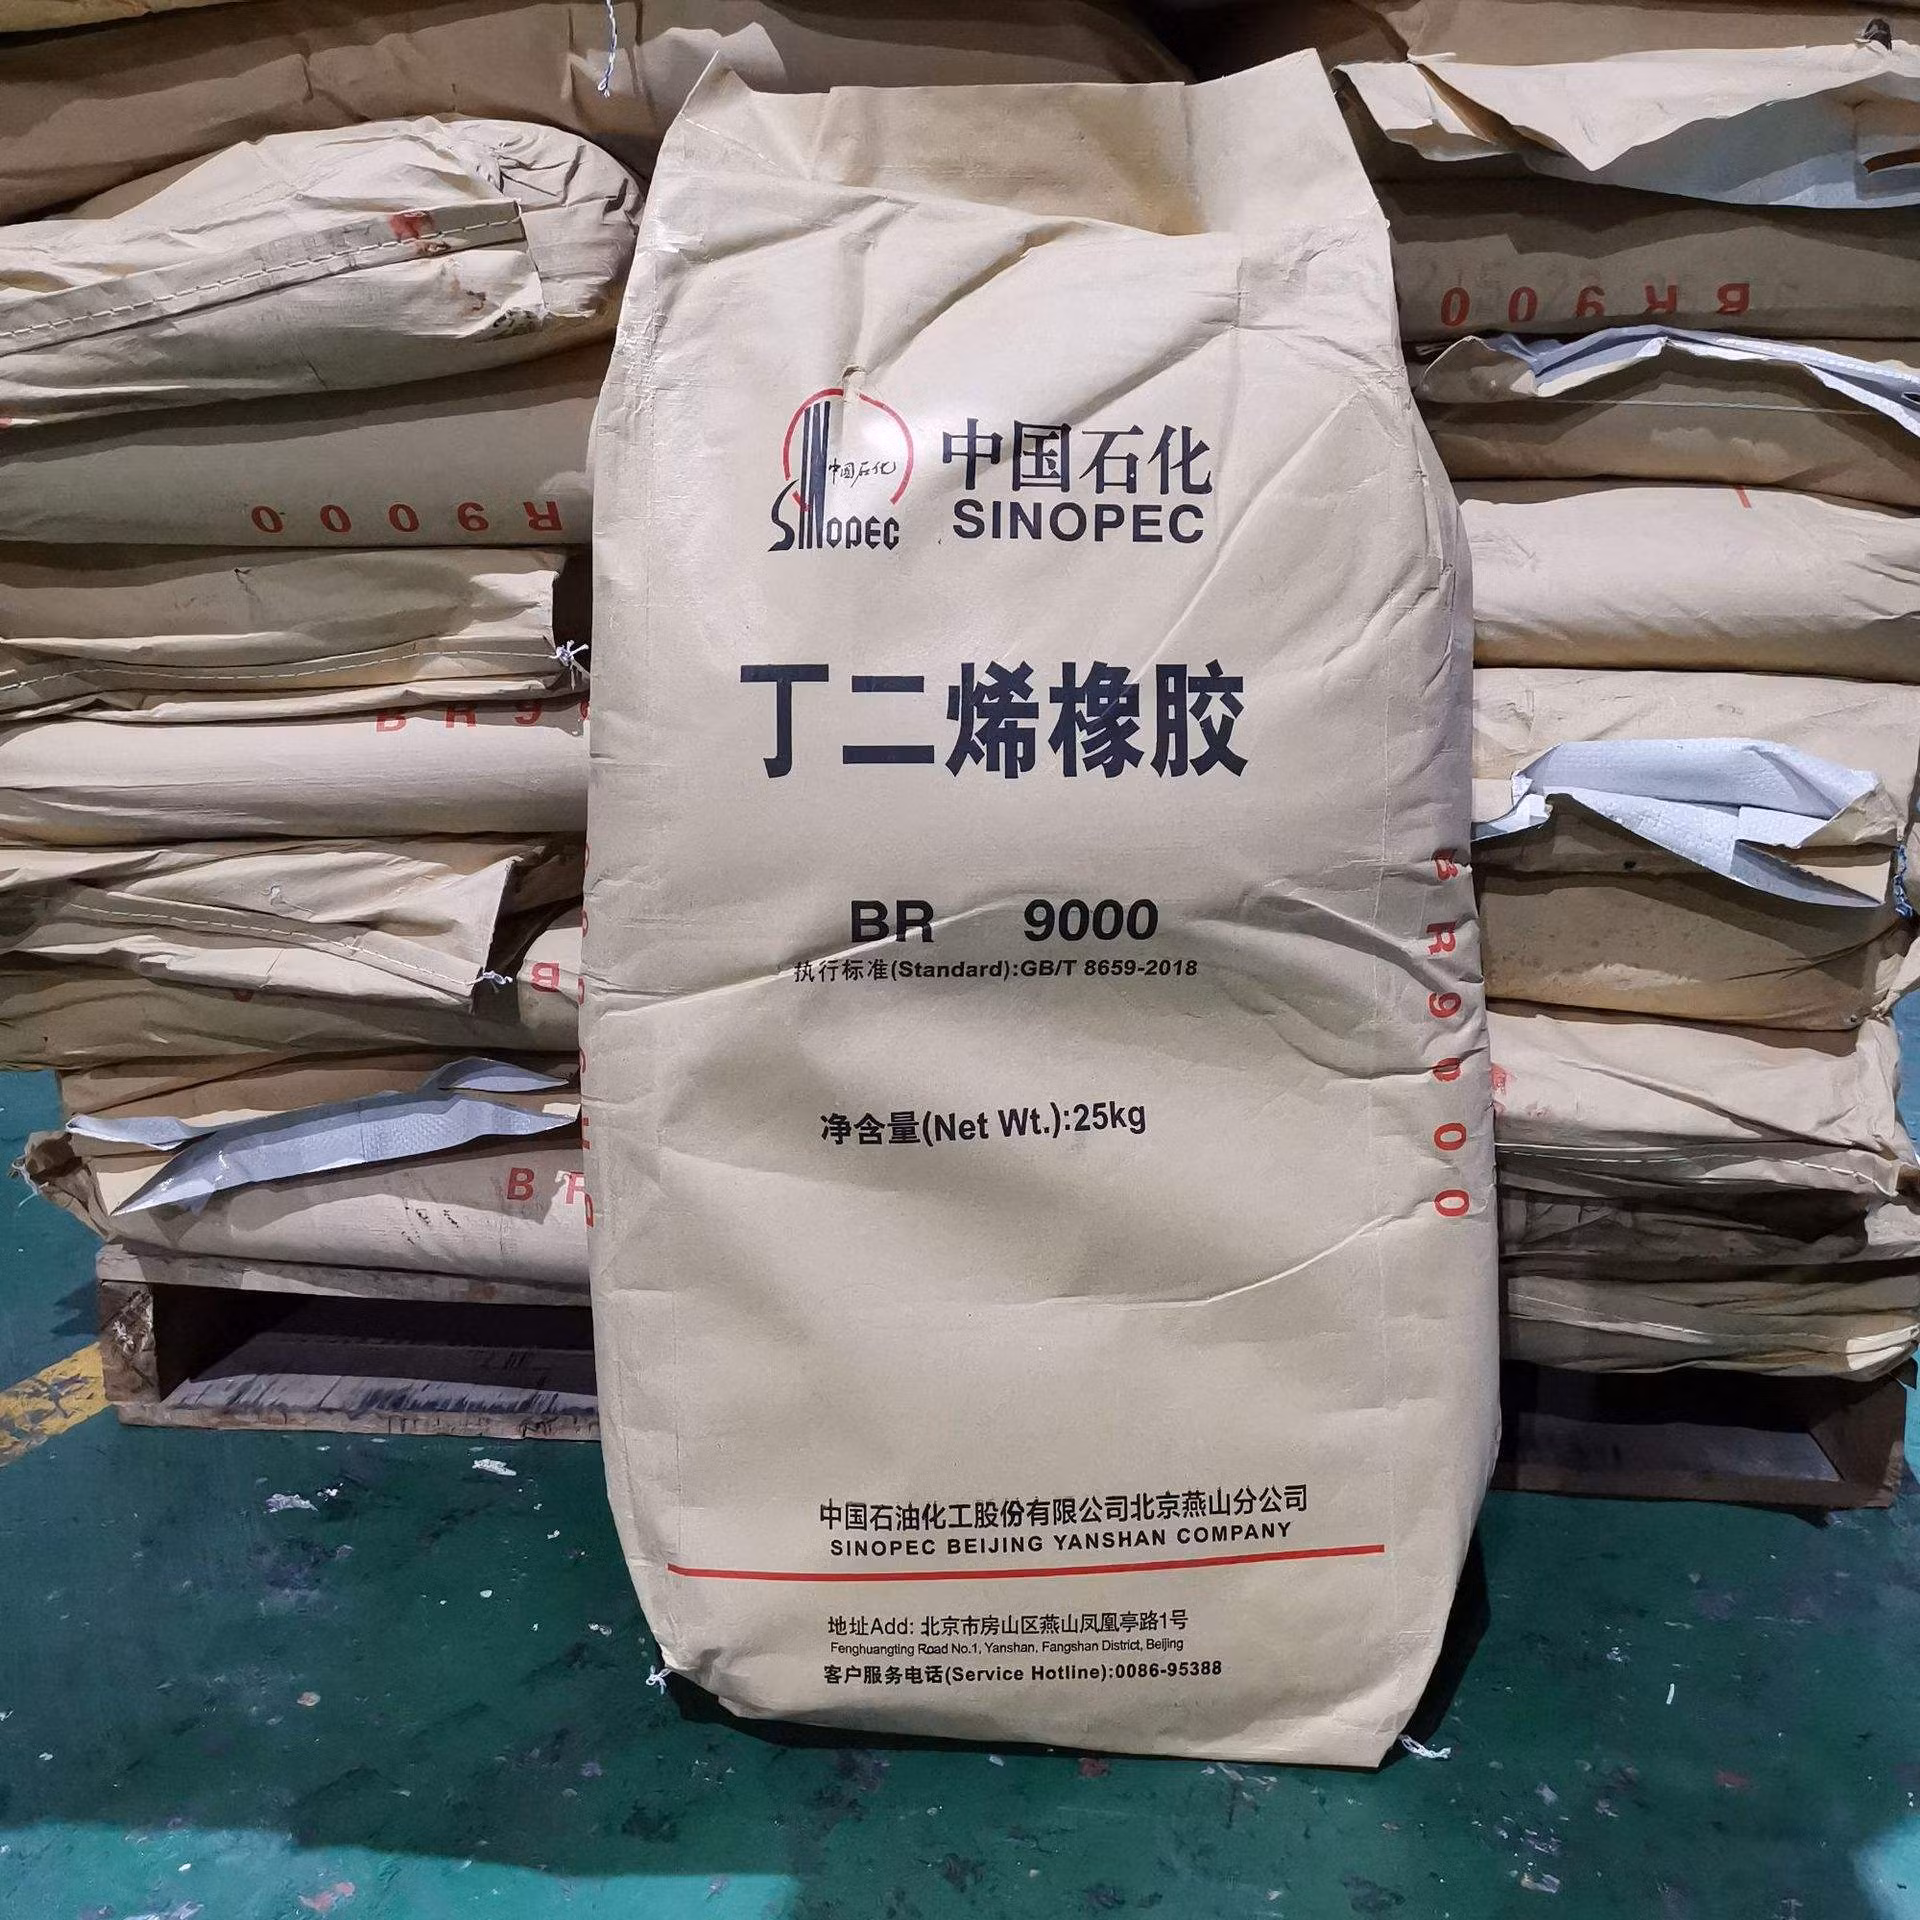 中国石化
SINOPEC
中国石化
SINOPEC
丁二烯橡胶
BR 9000
执行标准(Standard):GB/T 8659-2018
净含量(Net Wt.):25kg
中国石油化工股份有限公司北京燕山分公司
SINOPEC BEIJING YANSHAN COMPANY
地址Add: 北京市房山区燕山凤凰亭路1号
Fenghuangting Road No.1, Yanshan, Fangshan District, Beijing
客户服务电话(Service Hotline):0086-95388
BR9000
BR900
R9000
BR9
B
B